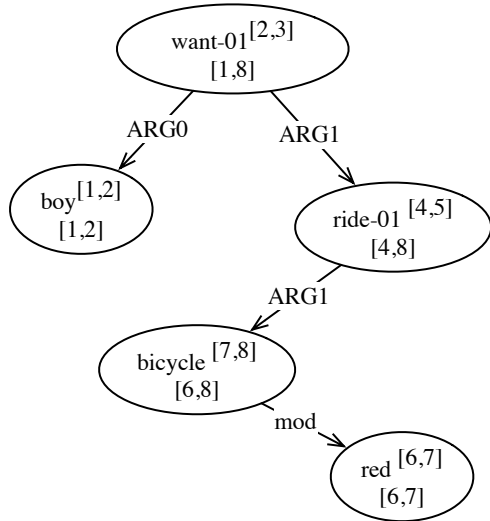 want-01[2,3]
[1,8]
ARG0
ARG1
boy[1,2]
[1,2]
ride-01 [4,5]
[4,8]
ARG1
bicycle [7,8]
[6,8]
mod
red [6,7]
[6,7]